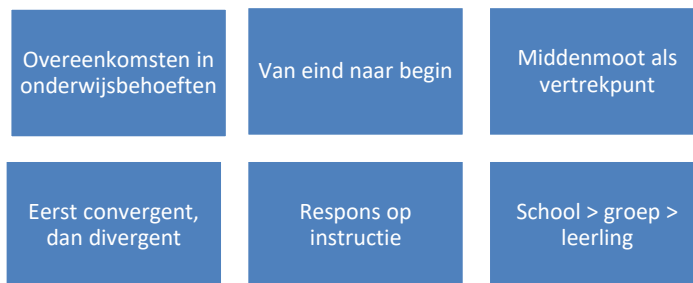 Overeenkomsten in
onderwijsbehoeften
Van eind naar begin
Middenmoot als
vertrekpunt
Eerst convergent,
dan divergent
Respons op
instructie
School > groep >
leerling